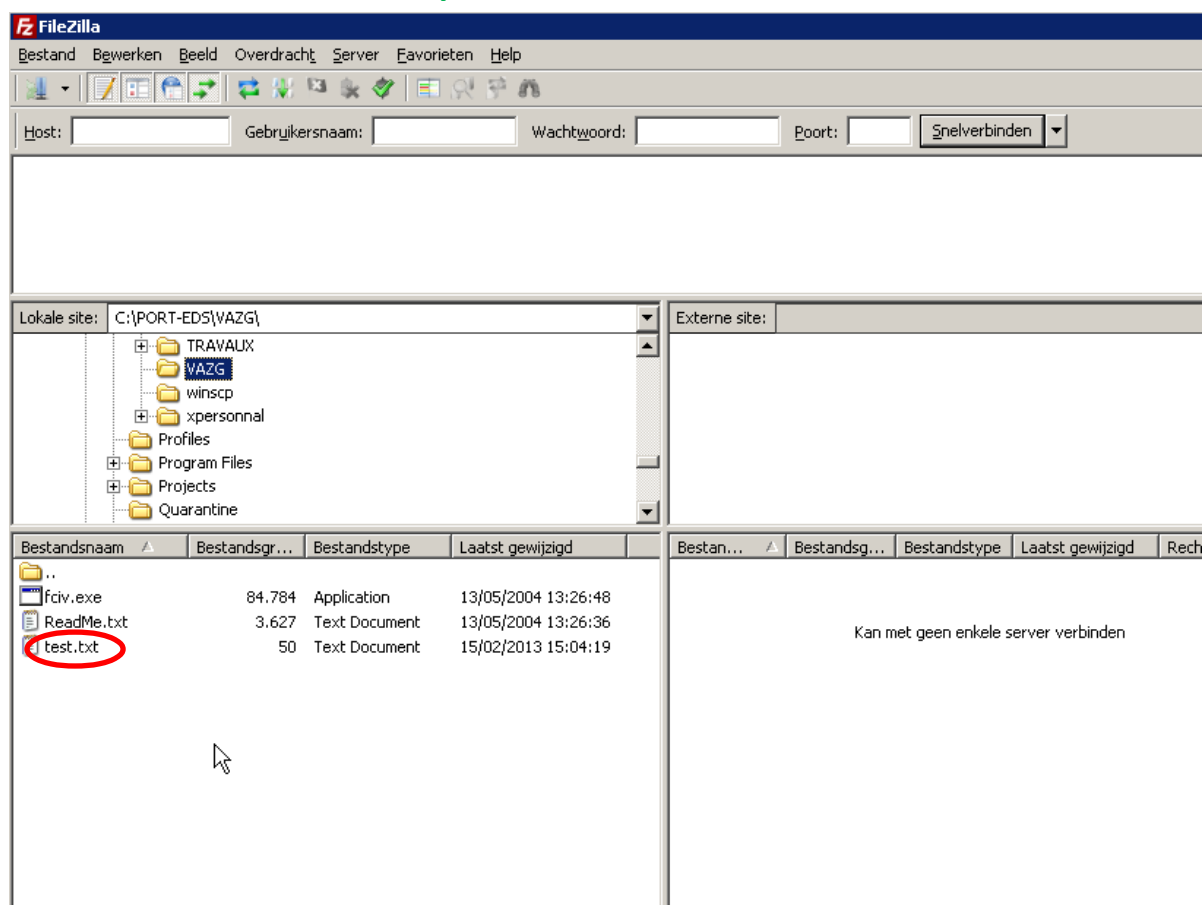 FileZilla
Bestand Bewerken Beeld Overdracht Server Favorieten Help
Host: Gebruikersnaam: Wachtwoord: Poort: Snelverbinden
Lokale site: C:\PORT-EDS\VAZG\ Externe site:
TRAVAUX
VAZG
winscp
xpersonnal
Profiles
Program Files
Projects
Quarantine
Bestandsnaam Bestandsgr... Bestandstype Laatst gewijzigd Bestan... Bestandsg... Bestandstype Laatst gewijzigd Rech
..
fciv.exe 84.784 Application 13/05/2004 13:26:48
ReadMe.txt 3.627 Text Document 13/05/2004 13:26:36
Kan met geen enkele server verbinden
test.txt 50 Text Document 15/02/2013 15:04:19